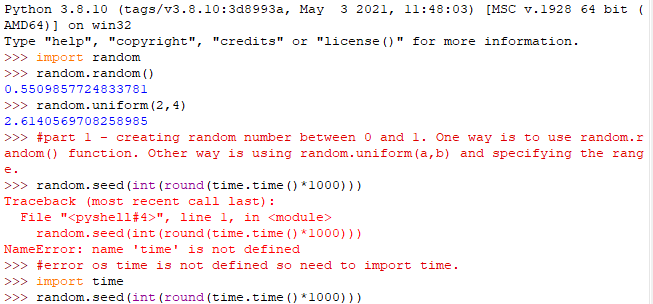 Python 3.8.10 (tags/v3.8.10:3d8993a, May  3 2021, 11:48:03) [MSC v.1928 64 bit (
AMD64)] on win32
Type "help", "copyright", "credits" or "license()" for more information.
>>> import random
>>> random.random()
0.5509857724833781
>>> random.uniform(2,4)
2.6140569708258985
>>> #part 1 - creating random number between 0 and 1. One way is to use random.r
andom() function. Other way is using random.uniform(a,b) and specifying the rang
e.
>>> random.seed(int(round(time.time()*1000)))
Traceback (most recent call last):
  File "<pyshell#4>", line 1, in <module>
    random.seed(int(round(time.time()*1000)))
NameError: name 'time' is not defined
>>> #error os time is not defined so need to import time.
>>> import time
>>> random.seed(int(round(time.time()*1000)))